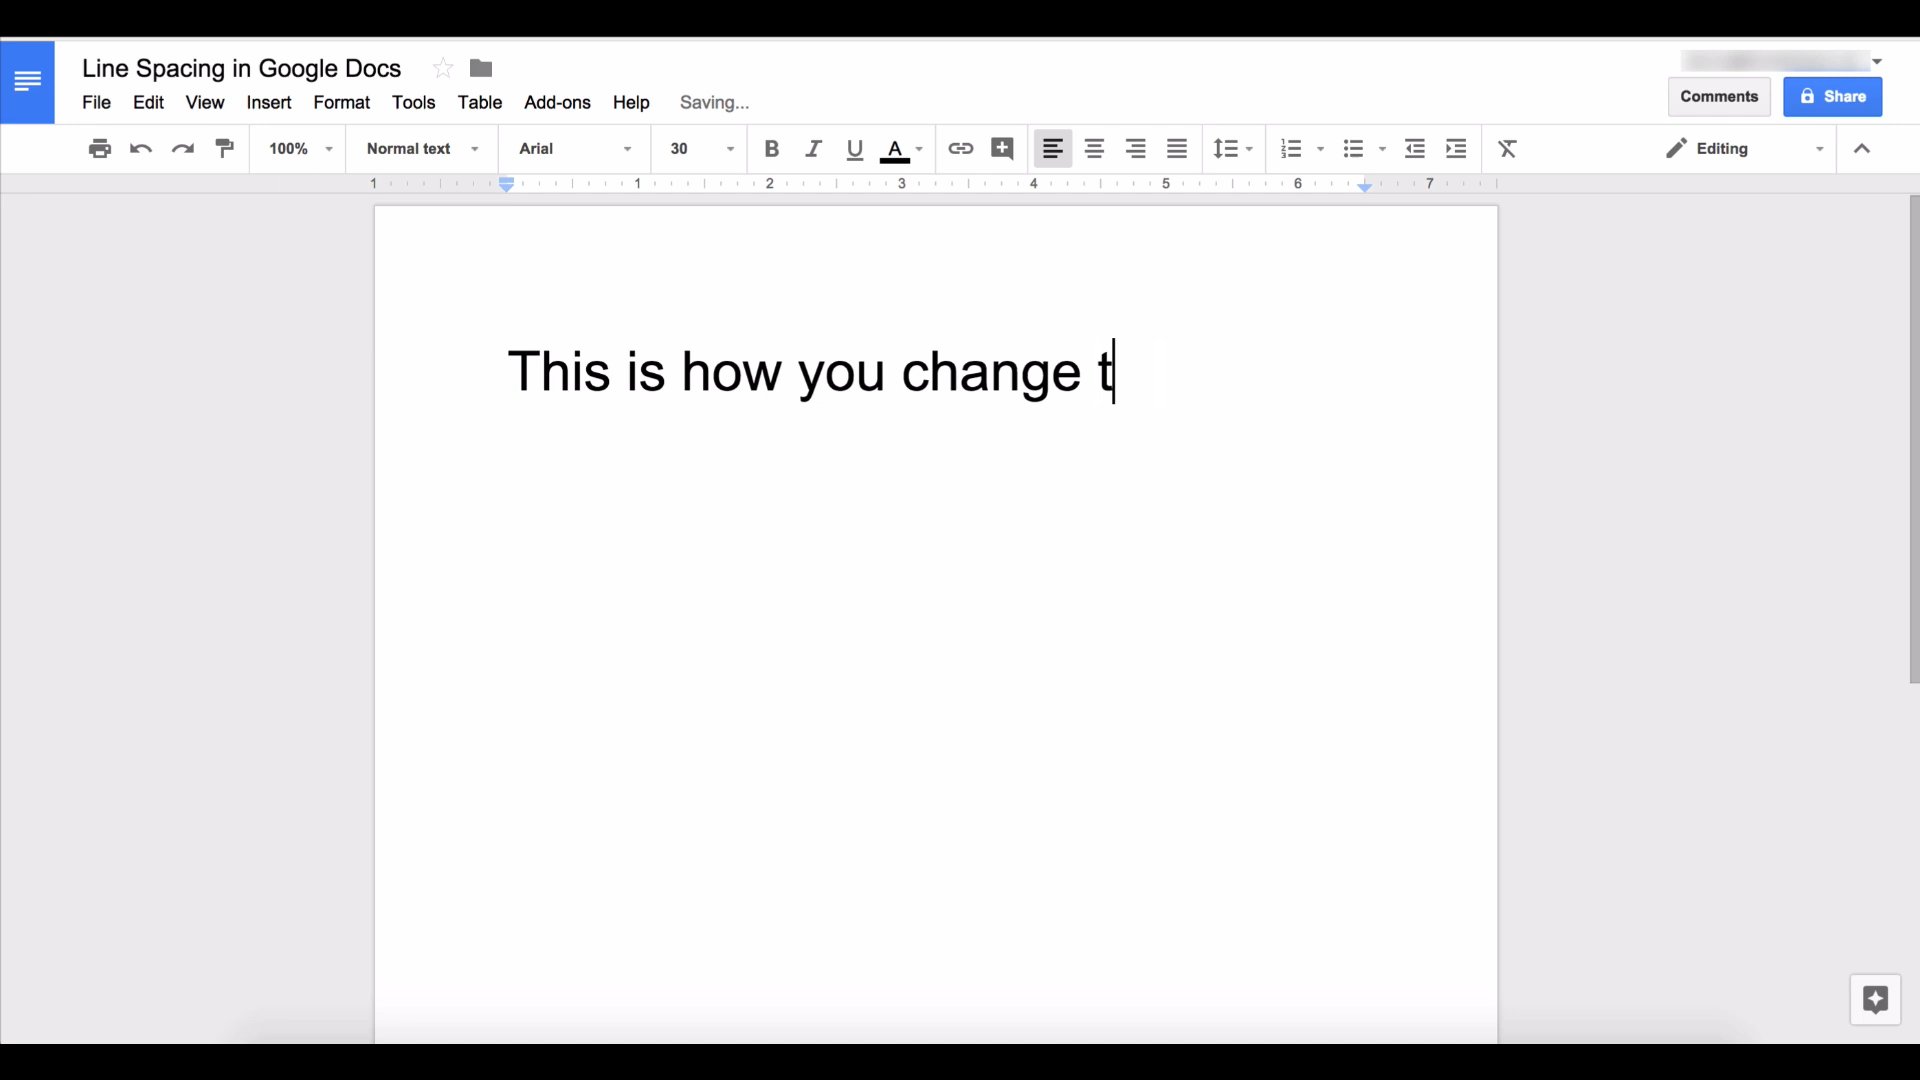 Line Spacing in Google Docs
File Edit View Insert Format Tools Table Add-ons Help Saving...
Comments Share
100% Normal text Arial 30 B I U A Editing
1 1 2 3 4 5 6 7
This is how you change t